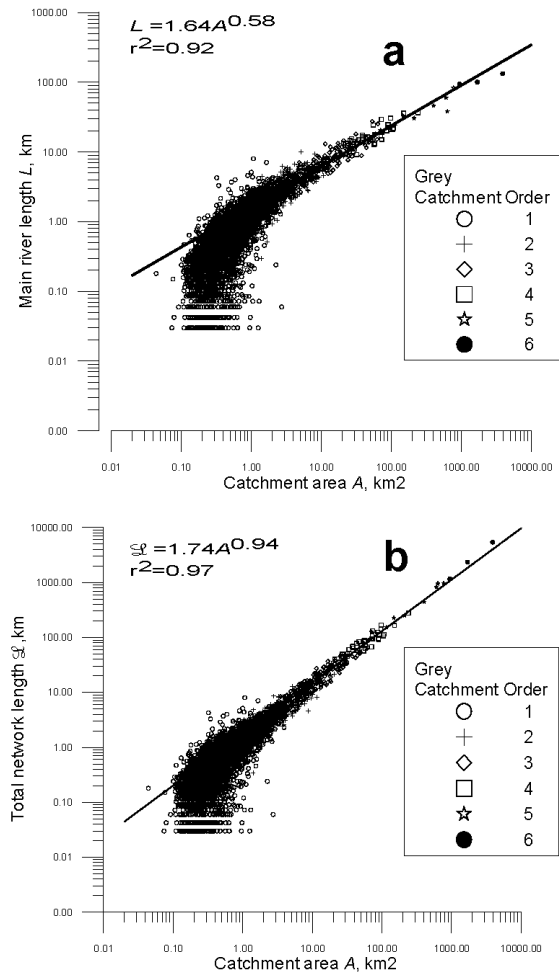 L =1.64A0.58
r2=0.92
a
1000.00
100.00
10.00
1.00
0.10
0.01
0.00
Main river length L, km
Grey
Catchment Order
1
2
3
4
5
6
0.01 0.10 1.00 10.00 100.00 1000.00 10000.00
Catchment area A, km2
ℒ=1.74A0.94
r2=0.97
b
10000.00
1000.00
100.00
10.00
1.00
0.10
0.01
0.00
Total network length ℒ,km
Grey
Catchment Order
1
2
3
4
5
6
0.01 0.10 1.00 10.00 100.00 1000.00 10000.00
Catchment area A, km2